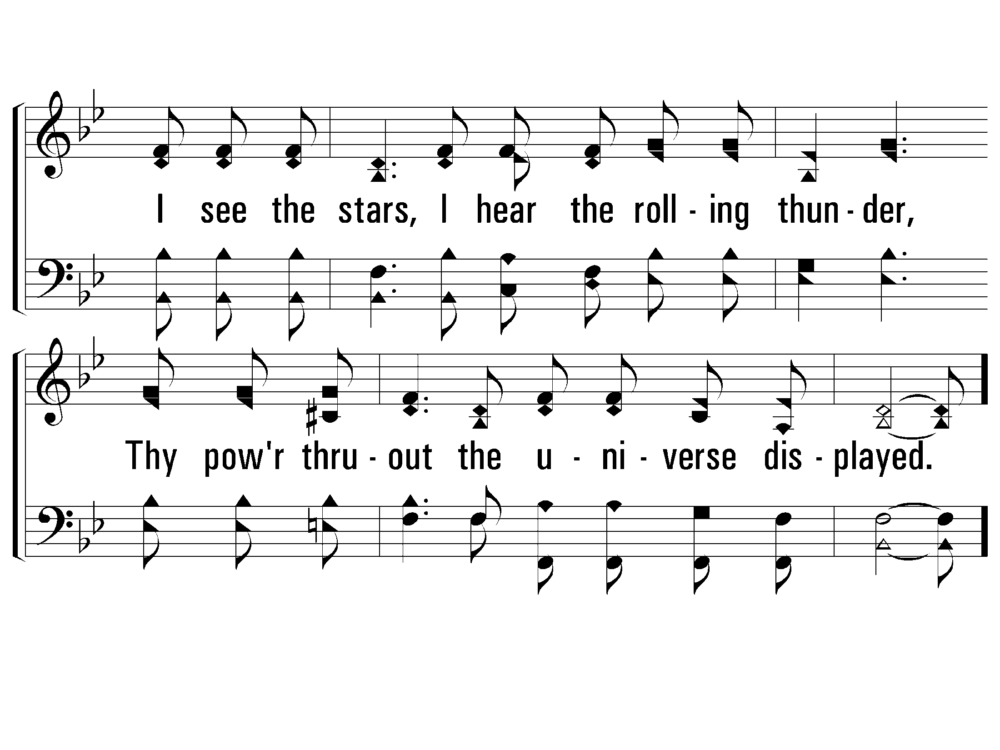 I see the stars, I hear the roll - ing thun - der,
Thy pow'r thru - out the u - ni - verse dis - played.